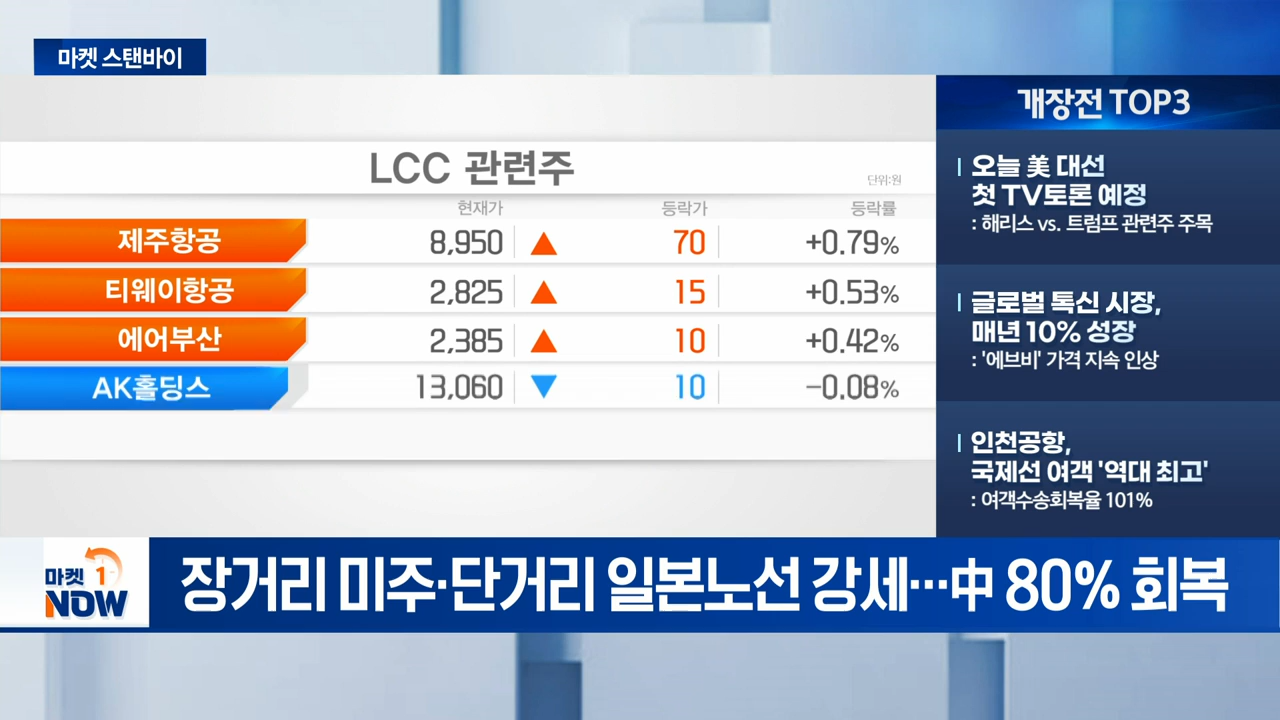 마켓 스탠바이
LCC 관련주
단위:원
현재가 등락가 등락률
제주항공 8,950 ▲ 70 +0.79%
티웨이항공 2,825 ▲ 15 +0.53%
에어부산 2,385 ▲ 10 +0.42%
AK홀딩스 13,060 ▼ 10 -0.08%
개장전 TOP3
오늘 美 대선
첫 TV토론 예정
: 해리스 vs. 트럼프 관련주 주목
글로벌 톡신 시장,
매년 10% 성장
: '에브비' 가격 지속 인상
인천공항,
국제선 여객 '역대 최고'
: 여객수송회복율 101%
마켓 1
NOW
장거리 미주·단거리 일본노선 강세…中 80% 회복